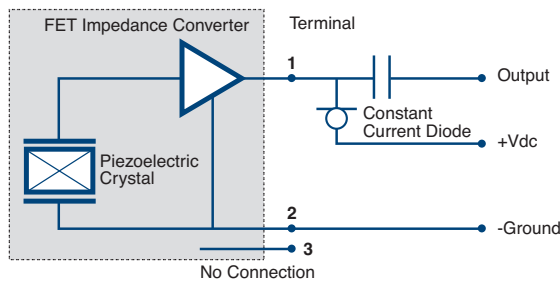 FET Impedance Converter
Terminal
1
Output
Constant
Current Diode
+Vdc
Piezoelectric
Crystal
2
-Ground
3
No Connection